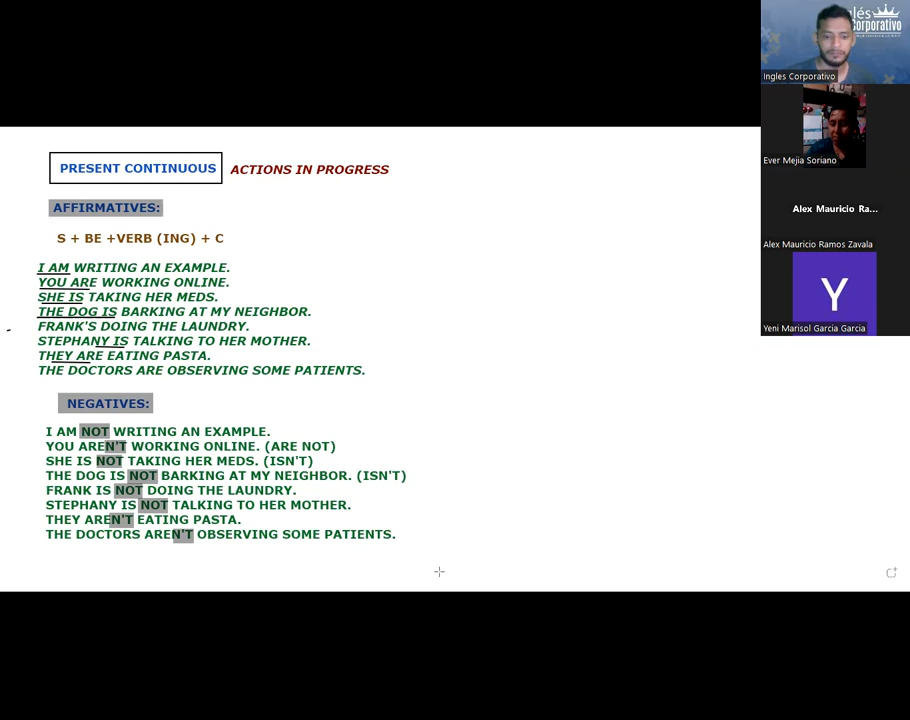 PRESENT CONTINUOUS ACTIONS IN PROGRESS
AFFIRMATIVES:
S + BE +VERB (ING) + C
I AM WRITING AN EXAMPLE.
YOU ARE WORKING ONLINE.
SHE IS TAKING HER MEDS.
THE DOG IS BARKING AT MY NEIGHBOR.
FRANK'S DOING THE LAUNDRY.
STEPHANY IS TALKING TO HER MOTHER.
THEY ARE EATING PASTA.
THE DOCTORS ARE OBSERVING SOME PATIENTS.
NEGATIVES:
I AM NOT WRITING AN EXAMPLE.
YOU AREN'T WORKING ONLINE. (ARE NOT)
SHE IS NOT TAKING HER MEDS. (ISN'T)
THE DOG IS NOT BARKING AT MY NEIGHBOR. (ISN'T)
FRANK IS NOT DOING THE LAUNDRY.
STEPHANY IS NOT TALKING TO HER MOTHER.
THEY AREN'T EATING PASTA.
THE DOCTORS AREN'T OBSERVING SOME PATIENTS.
glés
Corporativo
Ingles Corporativo
Ever Mejia Soriano
Alex Mauricio Ra...
Alex Mauricio Ramos Zavala
Y
Yeni Marisol Garcia Garcia